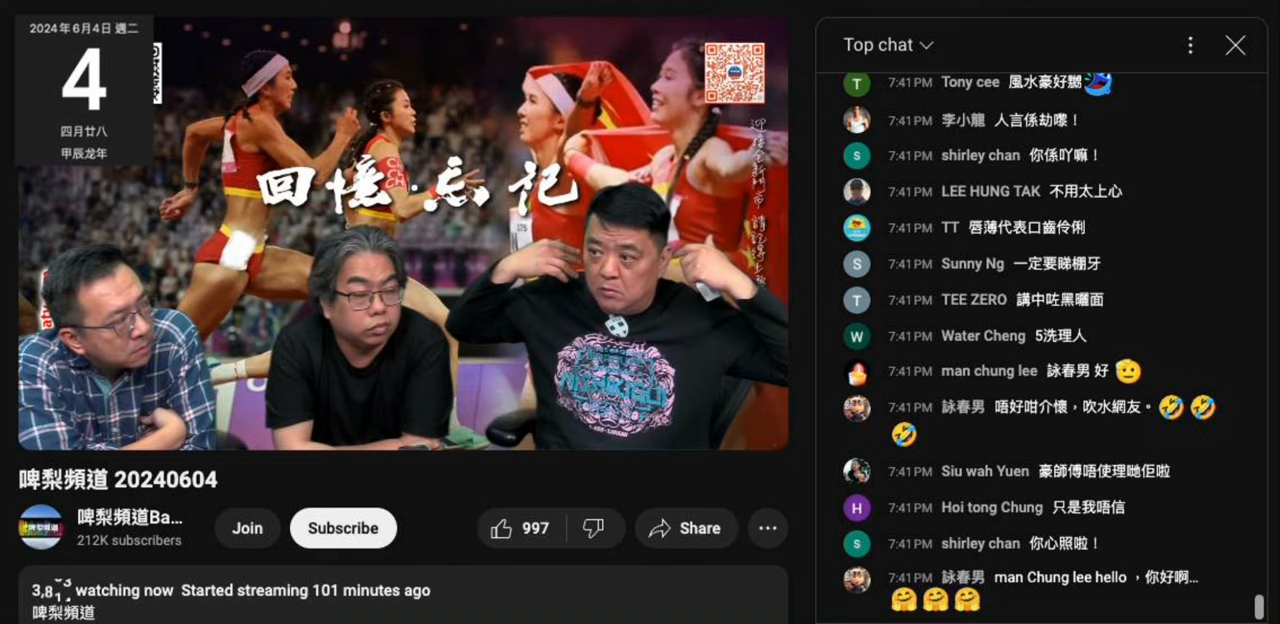 2024年6月4日 週二
4
四月廿八
甲辰龙年
回憶·忘記
啤梨頻道 20240604
啤梨頻道Ba...
212K subscribers
Join
Subscribe
997
Share
watching now Started streaming 101 minutes ago
啤梨頻道
Top chat
T 7:41 PM Tony cee 風水豪好嬲
7:41 PM 李小龍 人言係劫嚟！
S 7:41 PM shirley chan 你係吖嘛！
7:41 PM LEE HUNG TAK 不用太上心
7:41 PM TT 唇薄代表口齒伶俐
S 7:41 PM Sunny Ng 一定要睇棚牙
T 7:41 PM TEE ZERO 講中咗黑曬面
W 7:41 PM Water Cheng 5洗理人
7:41 PM man chung lee 詠春男 好 🫡
7:41 PM 詠春男 唔好咁介懷，吹水網友。🤣 🤣
🤣
7:41 PM Siu wah Yuen 豪師傅唔使理哋佢啦
H 7:41 PM Hoi tong Chung 只是我唔信
S 7:41 PM shirley chan 你心照啦！
7:41 PM 詠春男 man Chung lee hello ，你好啊...
🤗 🤗 🤗